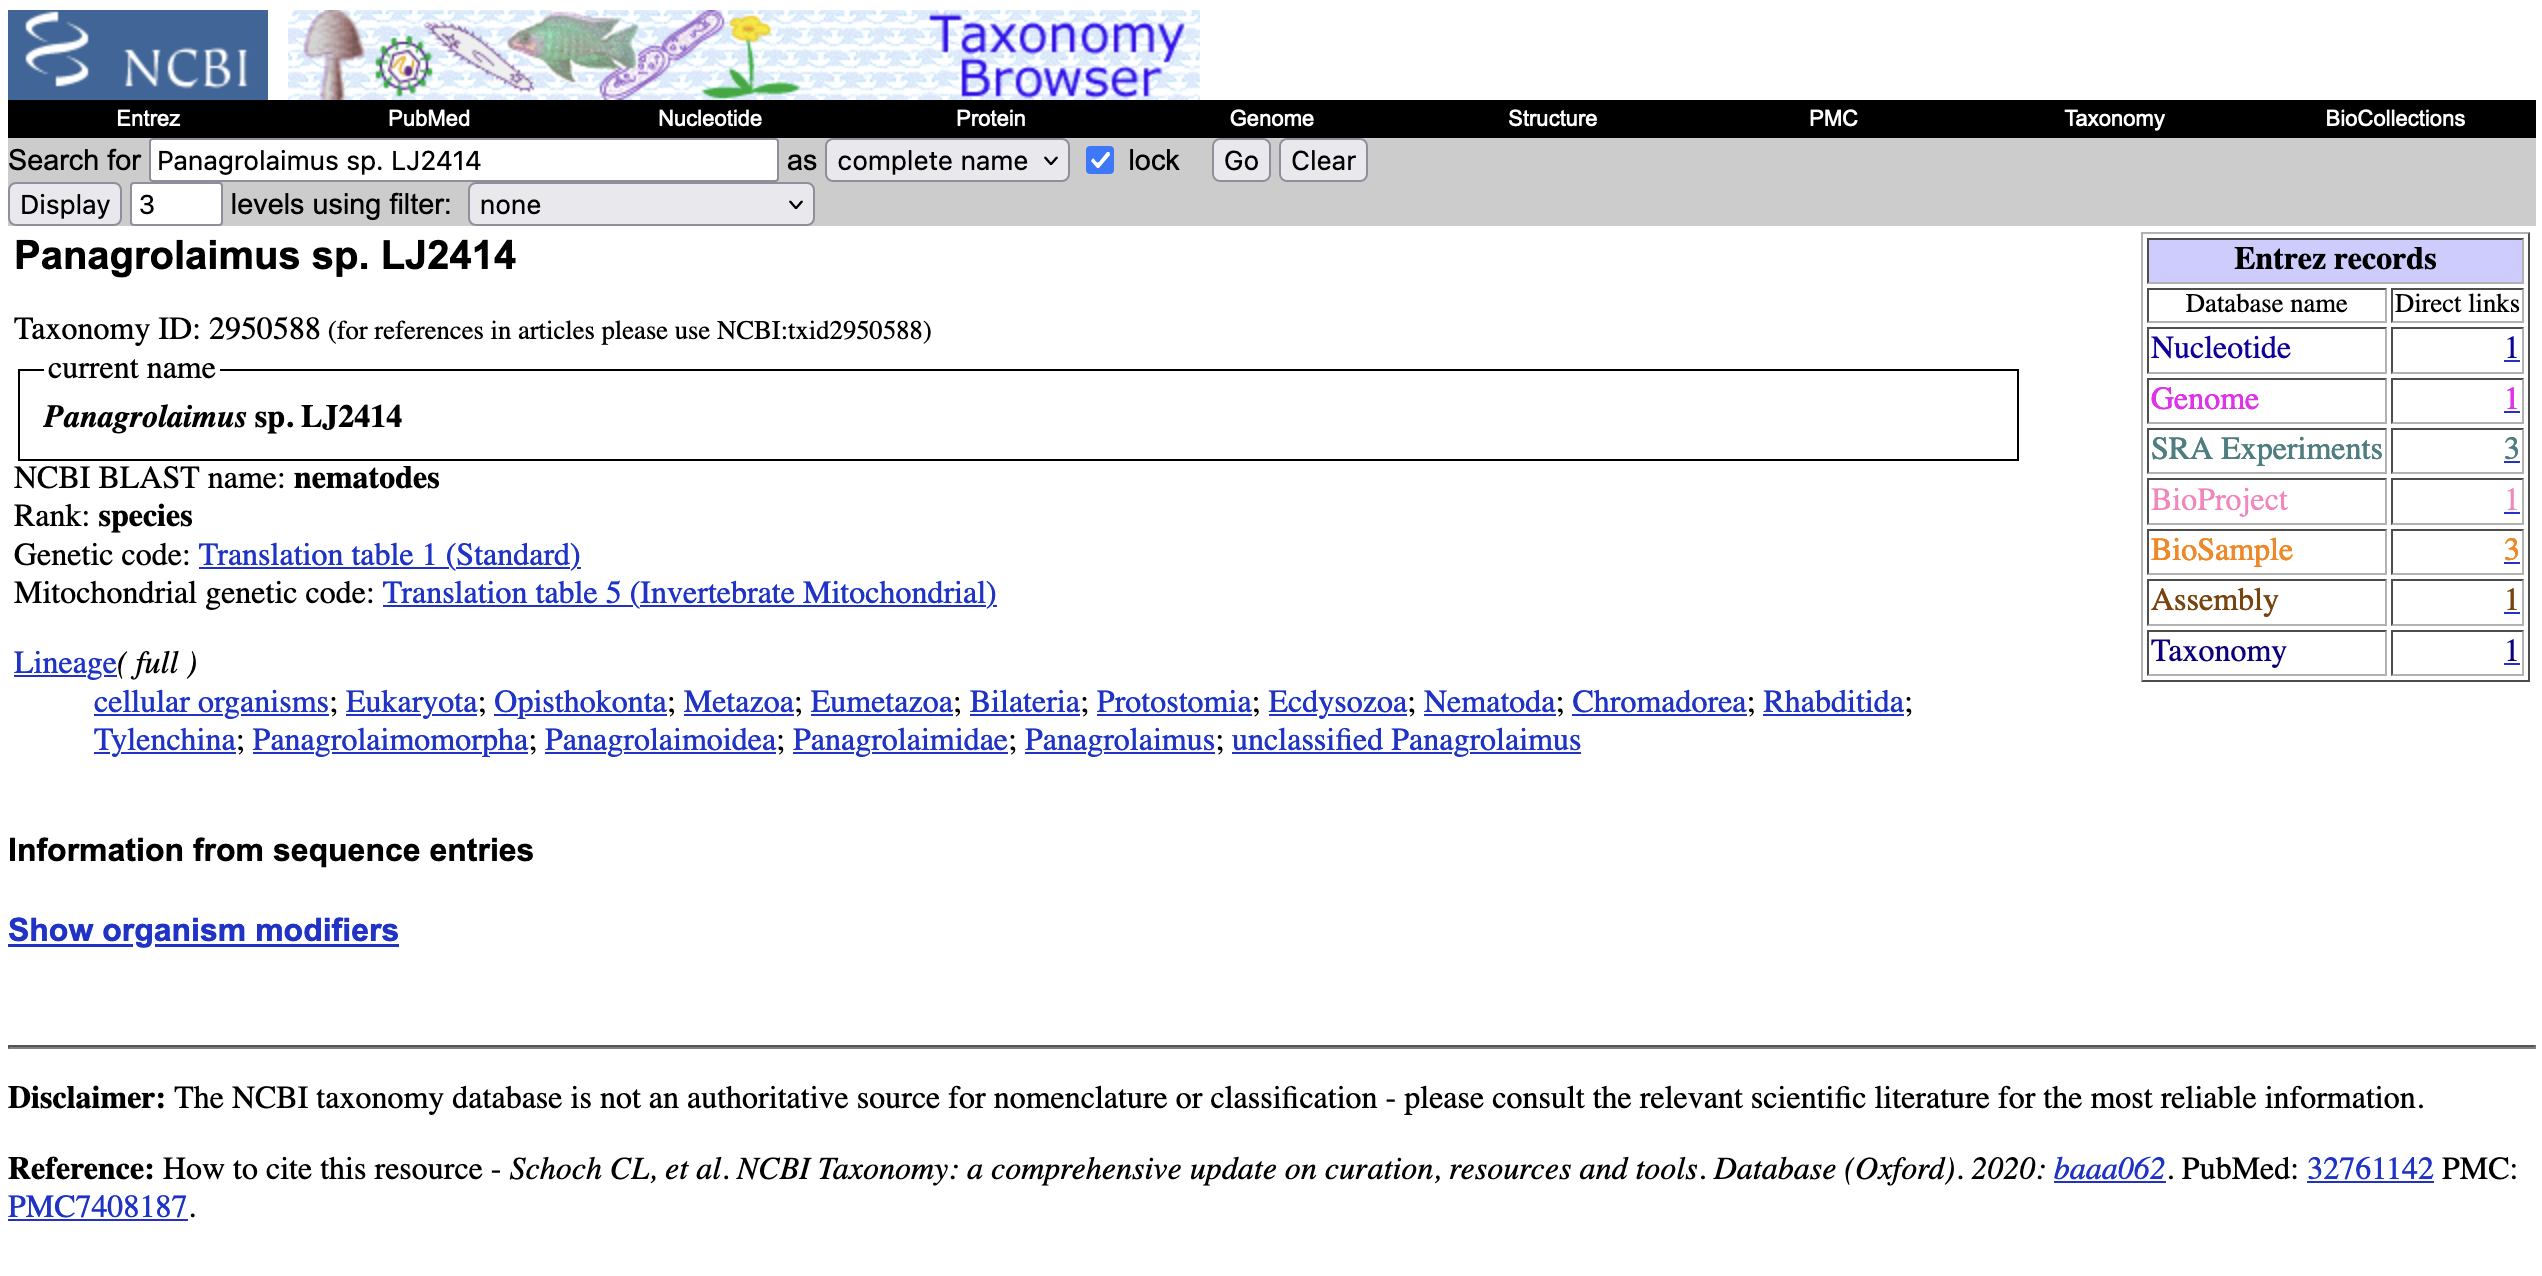 NCBI
Taxonomy
Browser
Entrez PubMed Nucleotide Protein Genome Structure PMC Taxonomy BioCollections
Search for Panagrolaimus sp. LJ2414 as complete name lock Go Clear
Display 3 levels using filter: none
Panagrolaimus sp. LJ2414
Taxonomy ID: 2950588 (for references in articles please use NCBI:txid2950588)
current name
Panagrolaimus sp. LJ2414
NCBI BLAST name: nematodes
Rank: species
Genetic code: Translation table 1 (Standard)
Mitochondrial genetic code: Translation table 5 (Invertebrate Mitochondrial)
Lineage( full )
cellular organisms; Eukaryota; Opisthokonta; Metazoa; Eumetazoa; Bilateria; Protostomia; Ecdysozoa; Nematoda; Chromadorea; Rhabditida;
Tylenchina; Panagrolaimomorpha; Panagrolaimoidea; Panagrolaimidae; Panagrolaimus; unclassified Panagrolaimus
Entrez records
Database name Direct links
Nucleotide 1
Genome 1
SRA Experiments 3
BioProject 1
BioSample 3
Assembly 1
Taxonomy 1
Information from sequence entries
Show organism modifiers
Disclaimer: The NCBI taxonomy database is not an authoritative source for nomenclature or classification - please consult the relevant scientific literature for the most reliable information.
Reference: How to cite this resource - Schoch CL, et al. NCBI Taxonomy: a comprehensive update on curation, resources and tools. Database (Oxford). 2020: baaa062. PubMed: 32761142 PMC:
PMC7408187.